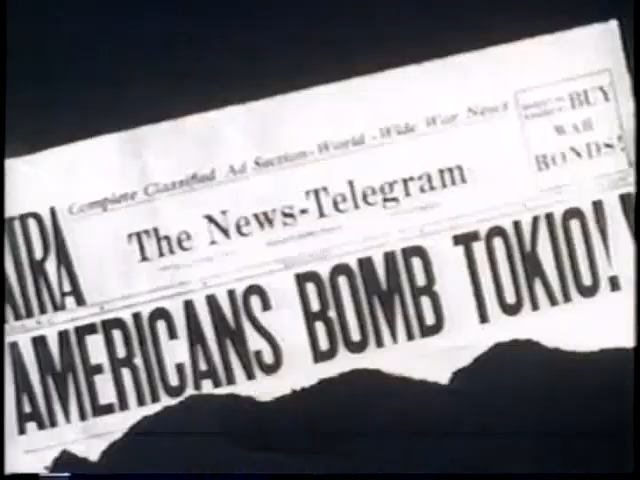 Complete Classified Ad Section-World-Wide War News
BUY
WAR
BONDS!
The News-Telegram
XTRA
AMERICANS BOMB TOKIO!